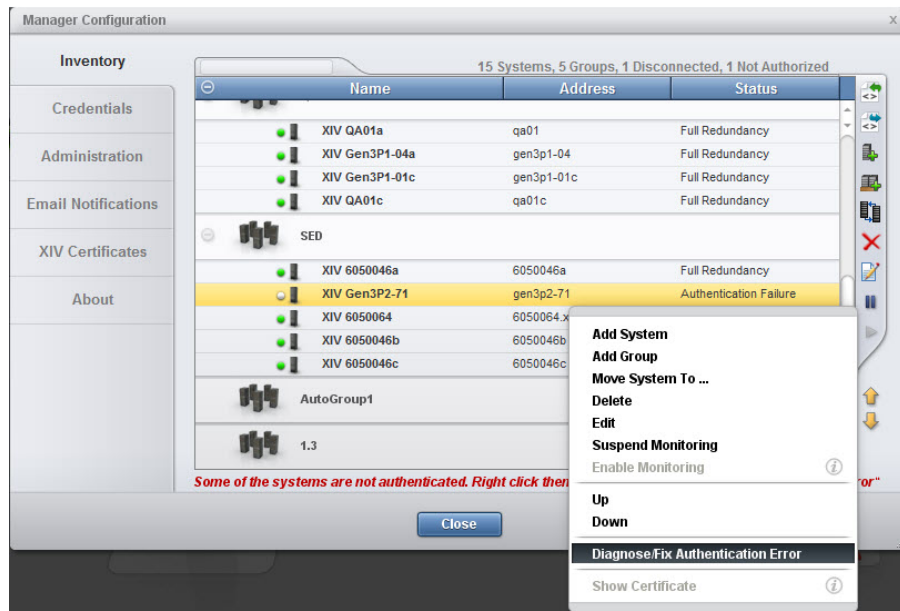 Manager Configuration
x
Inventory
Credentials
Administration
Email Notifications
XIV Certificates
About
15 Systems, 5 Groups, 1 Disconnected, 1 Not Authorized
Name Address Status
XIV QA01a qa01 Full Redundancy
XIV Gen3P1-04a gen3p1-04 Full Redundancy
XIV Gen3P1-01c gen3p1-01c Full Redundancy
XIV QA01c qa01c Full Redundancy
SED
XIV 6050046a 6050046a Full Redundancy
XIV Gen3P2-71 gen3p2-71 Authentication Failure
XIV 6050064 6050064.x
XIV 6050046b 6050046b
XIV 6050046c 6050046c
AutoGroup1
1.3
Some of the systems are not authenticated. Right click then or"
Close
Add System
Add Group
Move System To ...
Delete
Edit
Suspend Monitoring
Enable Monitoring
Up
Down
Diagnose/Fix Authentication Error
Show Certificate